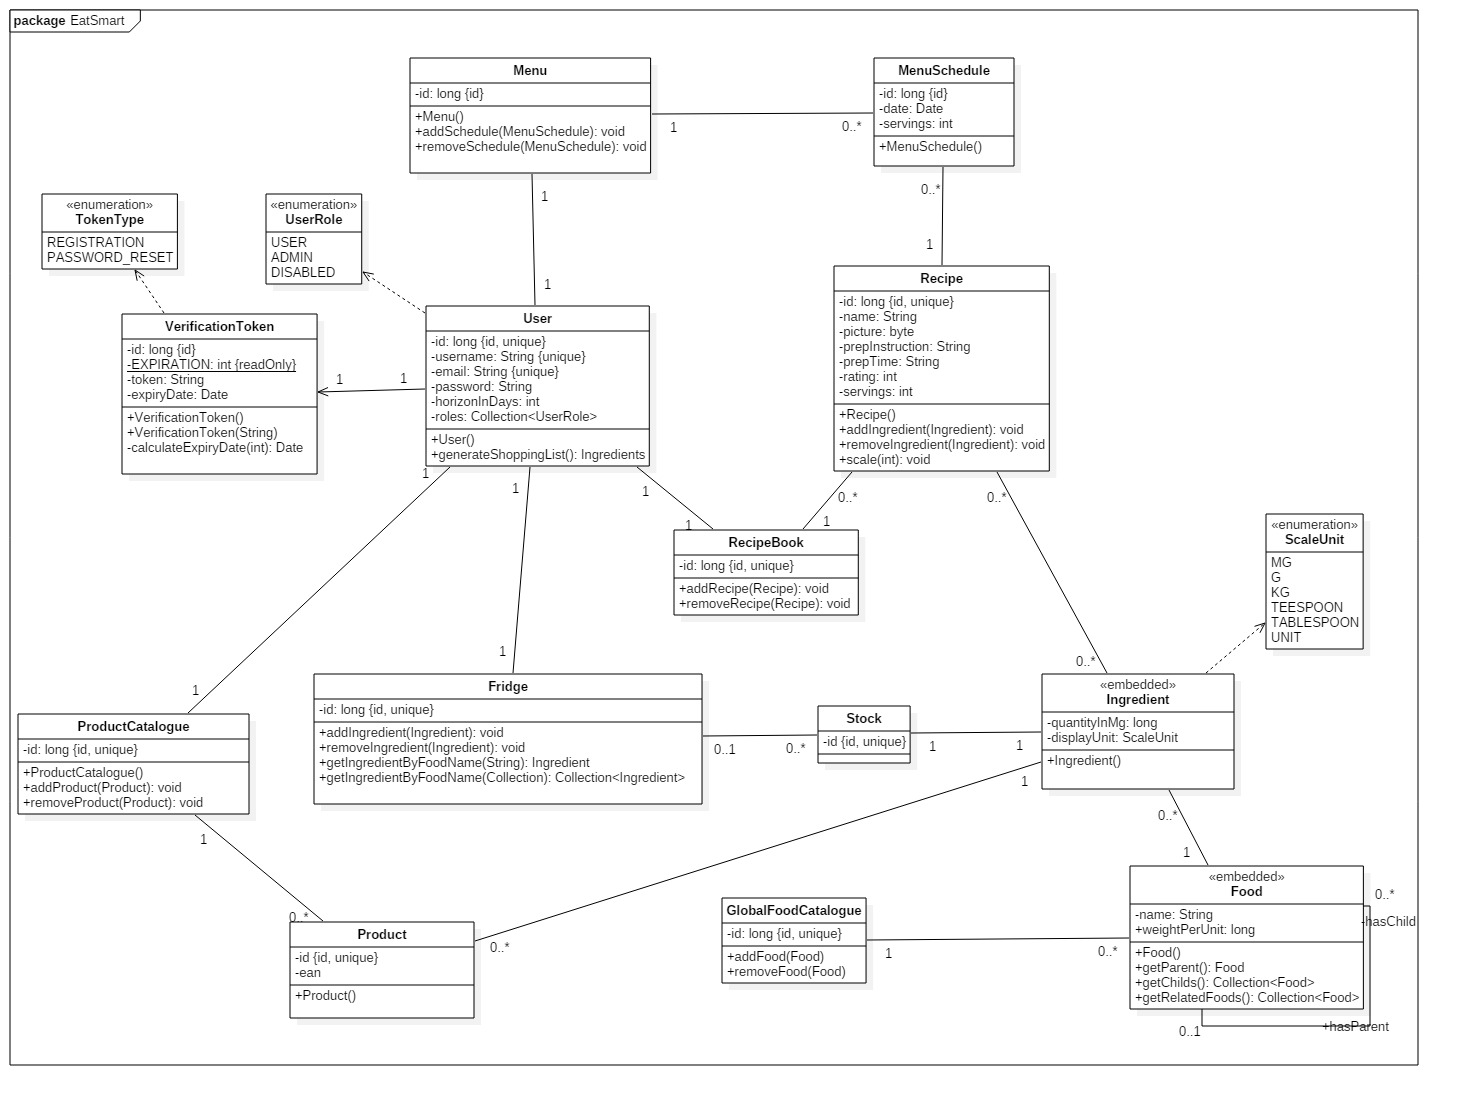 package EatSmart
Menu
-id: long {id}
+Menu()
+addSchedule(MenuSchedule): void
+removeSchedule(MenuSchedule): void
1
0..*
MenuSchedule
-id: long {id}
-date: Date
-servings: int
+MenuSchedule()
0..*
1
1
1
«enumeration»
TokenType
REGISTRATION
PASSWORD_RESET
«enumeration»
UserRole
USER
ADMIN
DISABLED
VerificationToken
-id: long {id}
-EXPIRATION: int {readOnly}
-token: String
-expiryDate: Date
+VerificationToken()
+VerificationToken(String)
-calculateExpiryDate(int): Date
1
1
User
-id: long {id, unique}
-username: String {unique}
-email: String {unique}
-password: String
-horizonInDays: int
-roles: Collection<UserRole>
+User()
+generateShoppingList(): Ingredients
Recipe
-id: long {id, unique}
-name: String
-picture: byte
-prepInstruction: String
-prepTime: String
-rating: int
-servings: int
+Recipe()
+addIngredient(Ingredient): void
+removeIngredient(Ingredient): void
+scale(int): void
1
1
1
1
0..*
1
0..*
RecipeBook
-id: long {id, unique}
+addRecipe(Recipe): void
+removeRecipe(Recipe): void
«enumeration»
ScaleUnit
MG
G
KG
TEESPOON
TABLESPOON
UNIT
1
1
0..*
ProductCatalogue
-id: long {id, unique}
+ProductCatalogue()
+addProduct(Product): void
+removeProduct(Product): void
Fridge
-id: long {id, unique}
+addIngredient(Ingredient): void
+removeIngredient(Ingredient): void
+getIngredientByFoodName(String): Ingredient
+getIngredientByFoodName(Collection): Collection<Ingredient>
0..1
0..*
Stock
-id {id, unique}
1
1
«embedded»
Ingredient
-quantityInMg: long
-displayUnit: ScaleUnit
+Ingredient()
1
0..*
1
1
0..*
Product
-id {id, unique}
-ean
+Product()
0..*
GlobalFoodCatalogue
-id: long {id, unique}
+addFood(Food)
+removeFood(Food)
1
0..*
«embedded»
Food
-name: String
+weightPerUnit: long
+Food()
+getParent(): Food
+getChilds(): Collection<Food>
+getRelatedFoods(): Collection<Food>
0..*
-hasChild
0..1
+hasParent